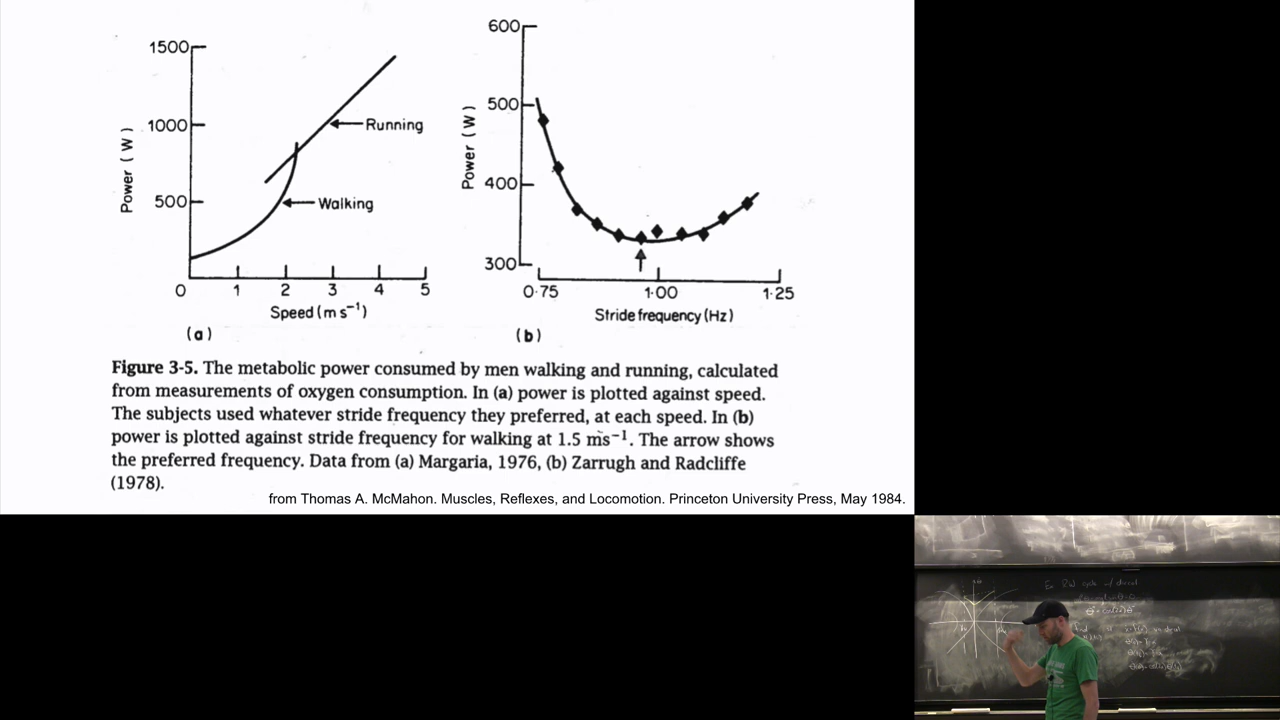 1500
1000
500
Power (W)
Running
Walking
0 1 2 3 4 5
Speed (m s⁻¹)
(a)
600
500
400
300
Power (W)
0·75 1·00 1·25
Stride frequency (Hz)
(b)
Figure 3-5. The metabolic power consumed by men walking and running, calculated
from measurements of oxygen consumption. In (a) power is plotted against speed.
The subjects used whatever stride frequency they preferred, at each speed. In (b)
power is plotted against stride frequency for walking at 1.5 ms⁻¹. The arrow shows
the preferred frequency. Data from (a) Margaria, 1976, (b) Zarrugh and Radcliffe
(1978).
from Thomas A. McMahon. Muscles, Reflexes, and Locomotion. Princeton University Press, May 1984.